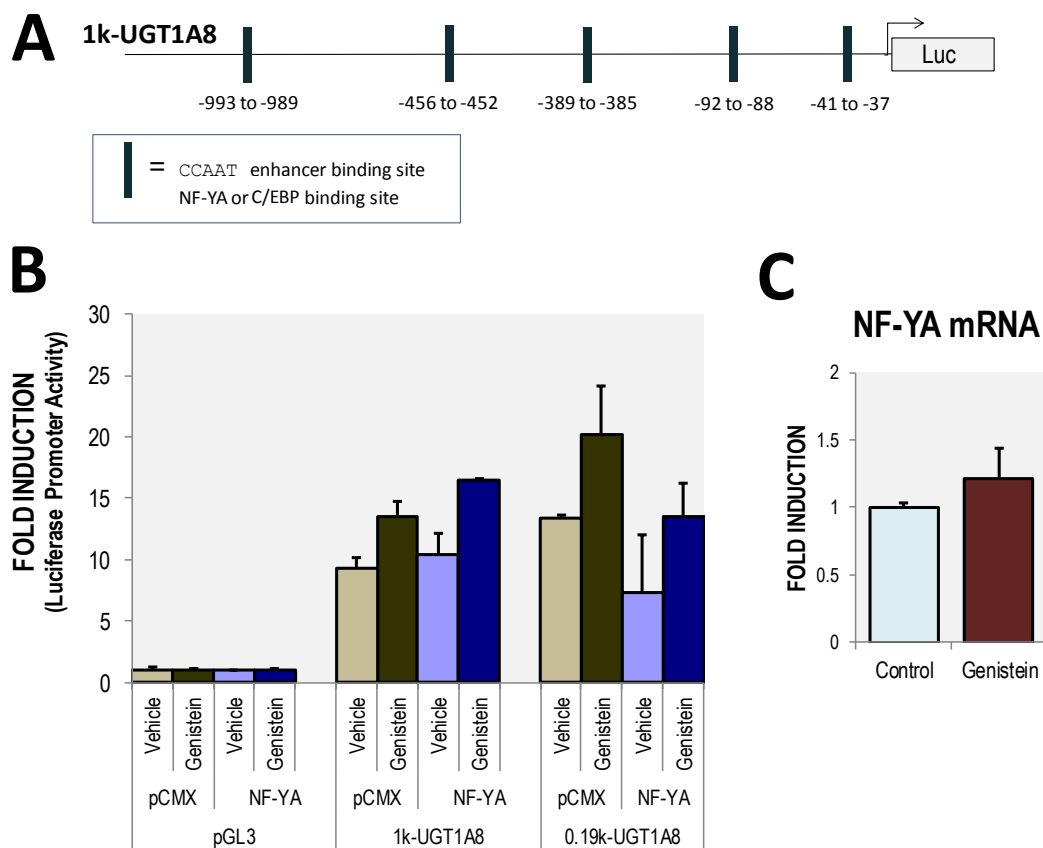 A
1k-UGT1A8
Luc
-993 to -989
-456 to -452
-389 to -385
-92 to -88
-41 to -37
= CCAAT enhancer binding site
NF-YA or C/EBP binding site
B
FOLD INDUCTION
(Luciferase Promoter Activity)
30
25
20
15
10
5
0
Vehicle
Genistein
Vehicle
Genistein
Vehicle
Genistein
Vehicle
Genistein
Vehicle
Genistein
Vehicle
Genistein
pCMX
NF-YA
pCMX
NF-YA
pCMX
NF-YA
pGL3
1k-UGT1A8
0.19k-UGT1A8
C
NF-YA mRNA
FOLD INDUCTION
2
1.5
1
0.5
0
Control
Genistein